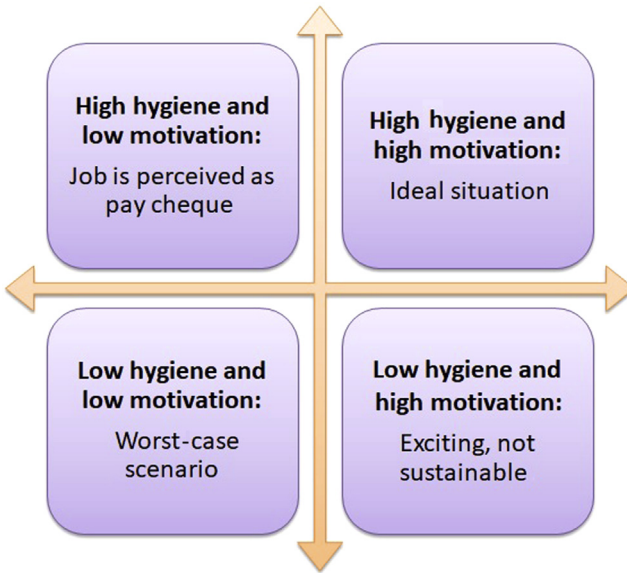 High hygiene and
low motivation:
Job is perceived as
pay cheque
High hygiene and
high motivation:
Ideal situation
Low hygiene and
low motivation:
Worst-case
scenario
Low hygiene and
high motivation:
Exciting, not
sustainable